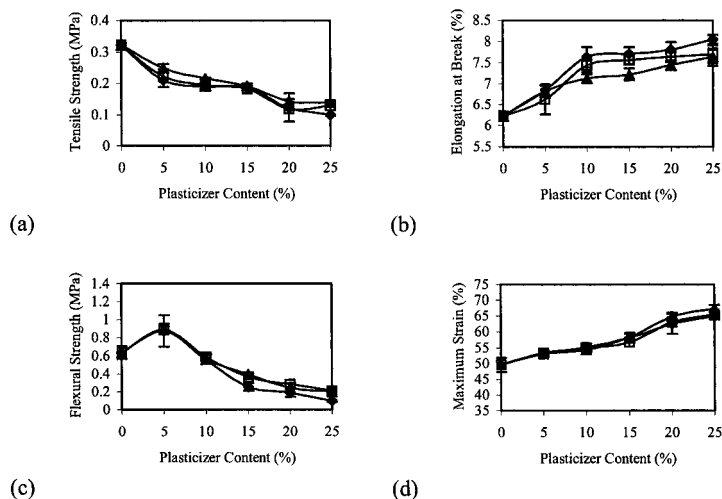 Tensile Strength (MPa)
0.4
0.3
0.2
0.1
0
0 5 10 15 20 25
Plasticizer Content (%)
(a)
Elongation at Break (%)
8.5
8
7.5
7
6.5
6
5.5
0 5 10 15 20 25
Plasticizer Content (%)
(b)
Flexural Strength (MPa)
1.4
1.2
1
0.8
0.6
0.4
0.2
0
0 5 10 15 20 25
Plasticizer Content (%)
(c)
Maximum Strain (%)
75
70
65
60
55
50
45
40
35
0 5 10 15 20 25
Plasticizer Content (%)
(d)